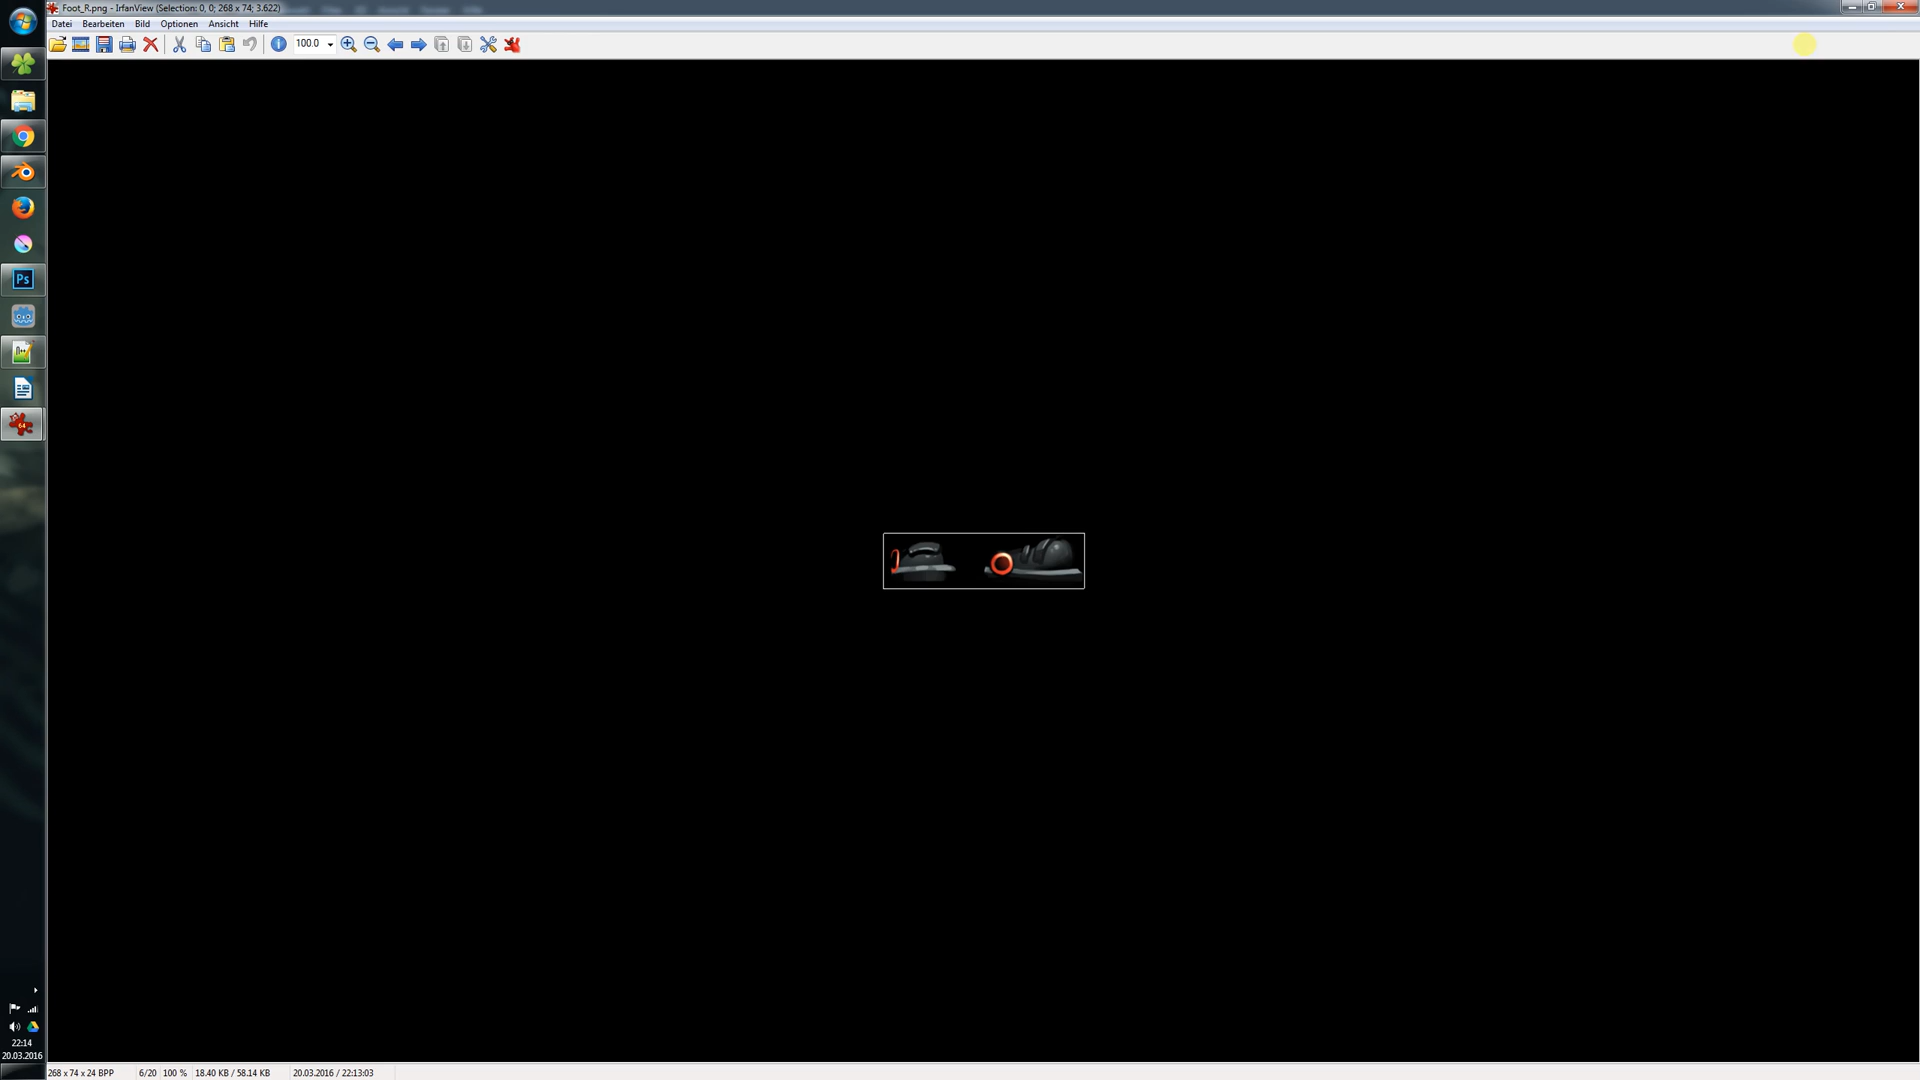 Foot_R.png - IrfanView (Selection: 0, 0; 268 x 74; 3.622)
Datei Bearbeiten Bild Optionen Ansicht Hilfe
100.0
Ps
64
22:14
20.03.2016
268 x 74 x 24 BPP 6/20 100 % 18.40 KB / 58.14 KB 20.03.2016 / 22:13:03